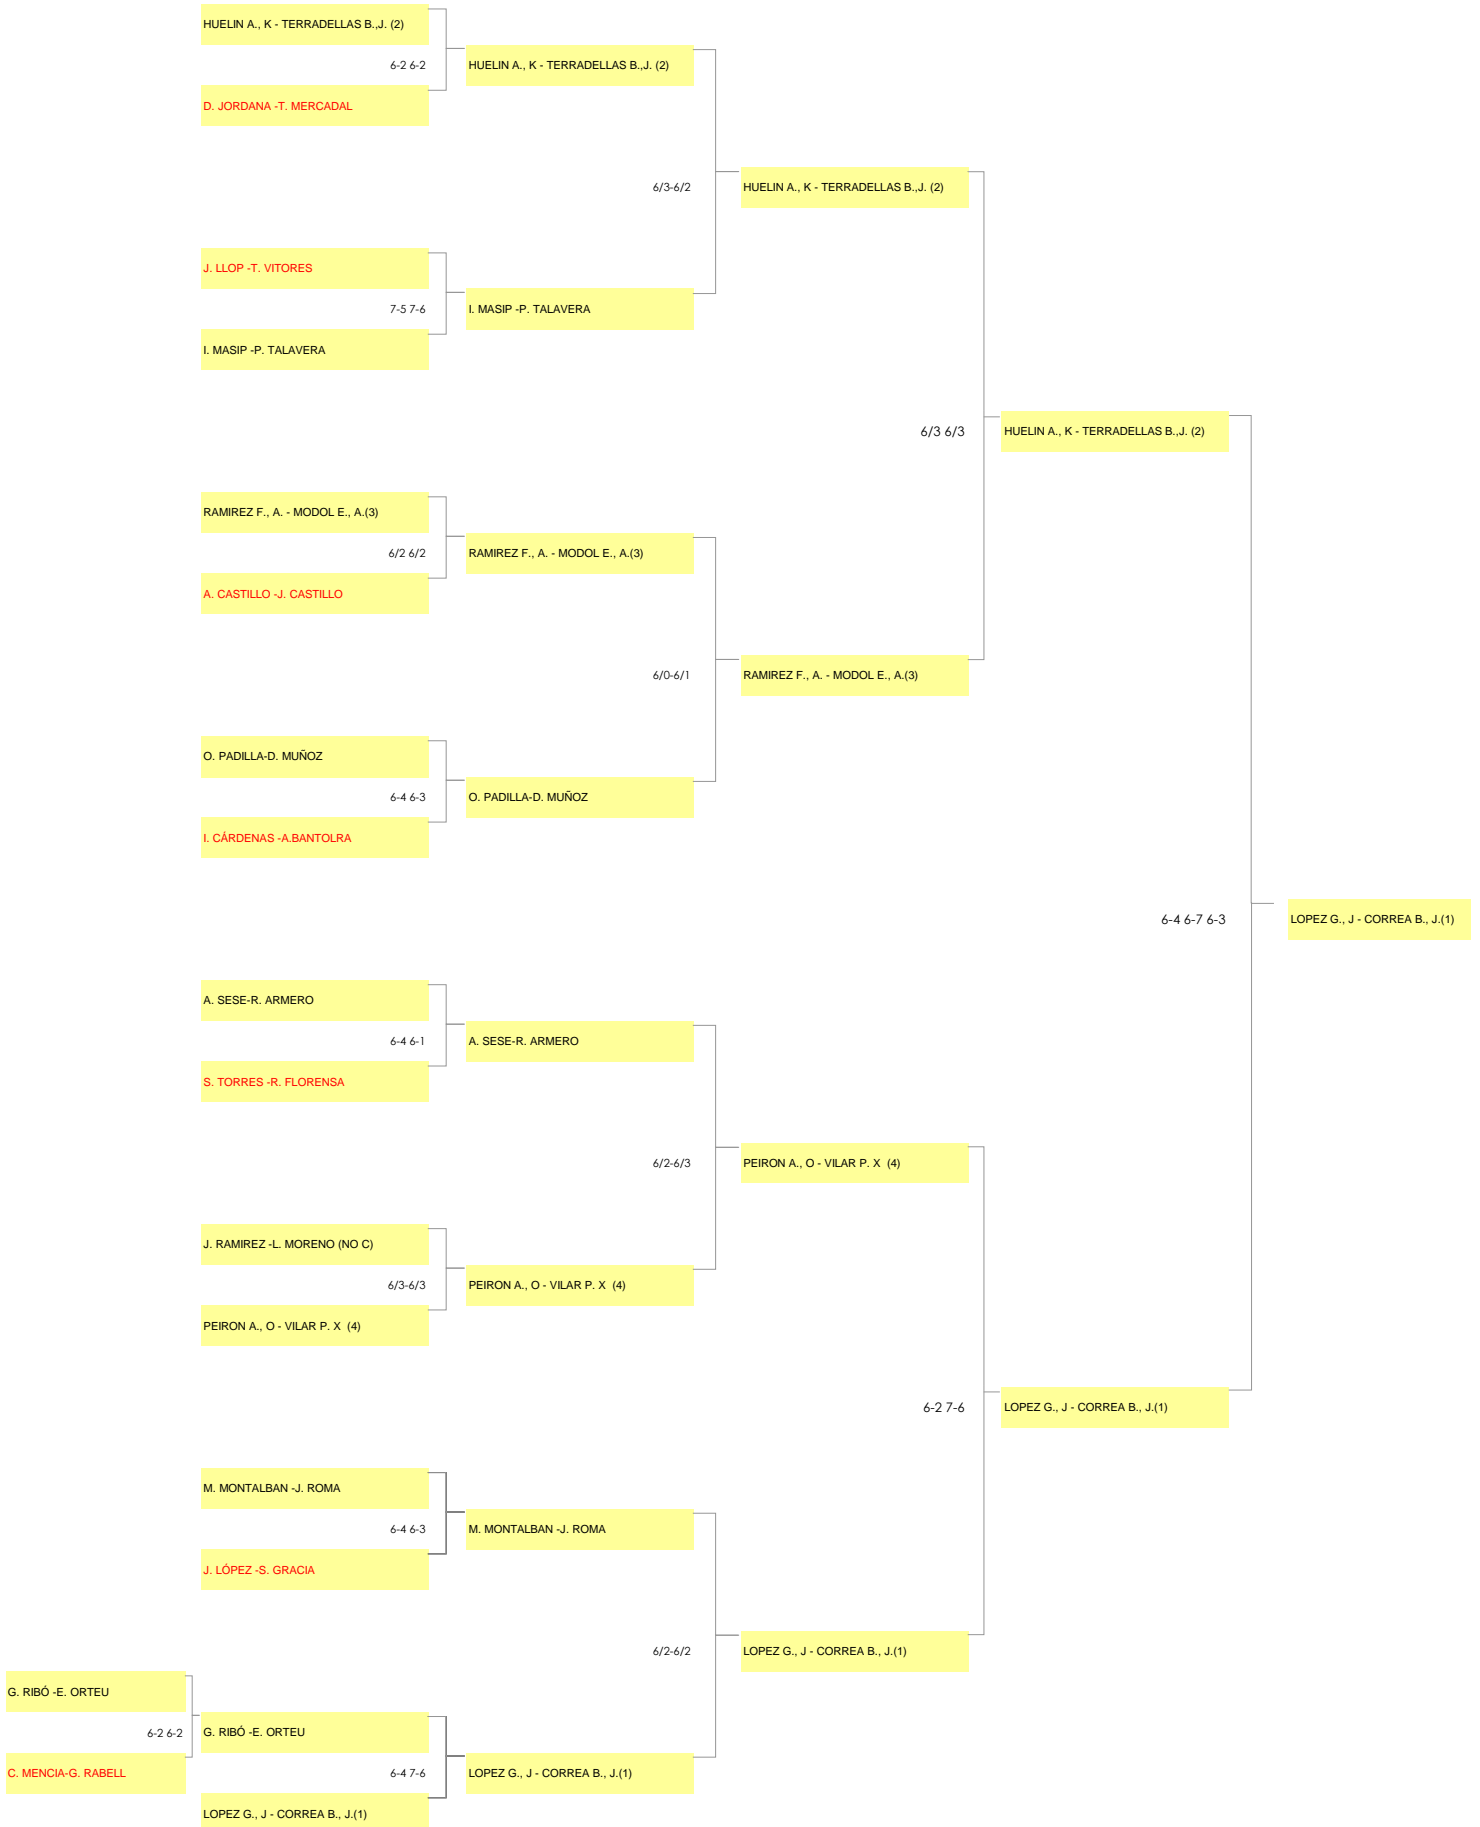 HUELIN A., K - TERRADELLAS B.,J. (2)
6-2 6-2
HUELIN A., K - TERRADELLAS B.,J. (2)
D. JORDANA -T. MERCADAL
6/3-6/2
HUELIN A., K - TERRADELLAS B.,J. (2)
J. LLOP -T. VITORES
7-5 7-6
I. MASIP -P. TALAVERA
I. MASIP -P. TALAVERA
6/3 6/3
HUELIN A., K - TERRADELLAS B.,J. (2)
RAMIREZ F., A. - MODOL E., A.(3)
6/2 6/2
RAMIREZ F., A. - MODOL E., A.(3)
A. CASTILLO -J. CASTILLO
6/0-6/1
RAMIREZ F., A. - MODOL E., A.(3)
O. PADILLA-D. MUÑOZ
6-4 6-3
O. PADILLA-D. MUÑOZ
I. CÁRDENAS -A.BANTOLRA
6-4 6-7 6-3
LOPEZ G., J - CORREA B., J.(1)
A. SESE-R. ARMERO
6-4 6-1
A. SESE-R. ARMERO
S. TORRES -R. FLORENSA
6/2-6/3
PEIRON A., O - VILAR P. X  (4)
J. RAMIREZ -L. MORENO (NO C)
6/3-6/3
PEIRON A., O - VILAR P. X  (4)
PEIRON A., O - VILAR P. X  (4)
6-2 7-6
LOPEZ G., J - CORREA B., J.(1)
M. MONTALBAN -J. ROMA
6-4 6-3
M. MONTALBAN -J. ROMA
J. LÓPEZ -S. GRACIA
6/2-6/2
LOPEZ G., J - CORREA B., J.(1)
G. RIBÓ -E. ORTEU
6-2 6-2
G. RIBÓ -E. ORTEU
C. MENCIA-G. RABELL
6-4 7-6
LOPEZ G., J - CORREA B., J.(1)
LOPEZ G., J - CORREA B., J.(1)